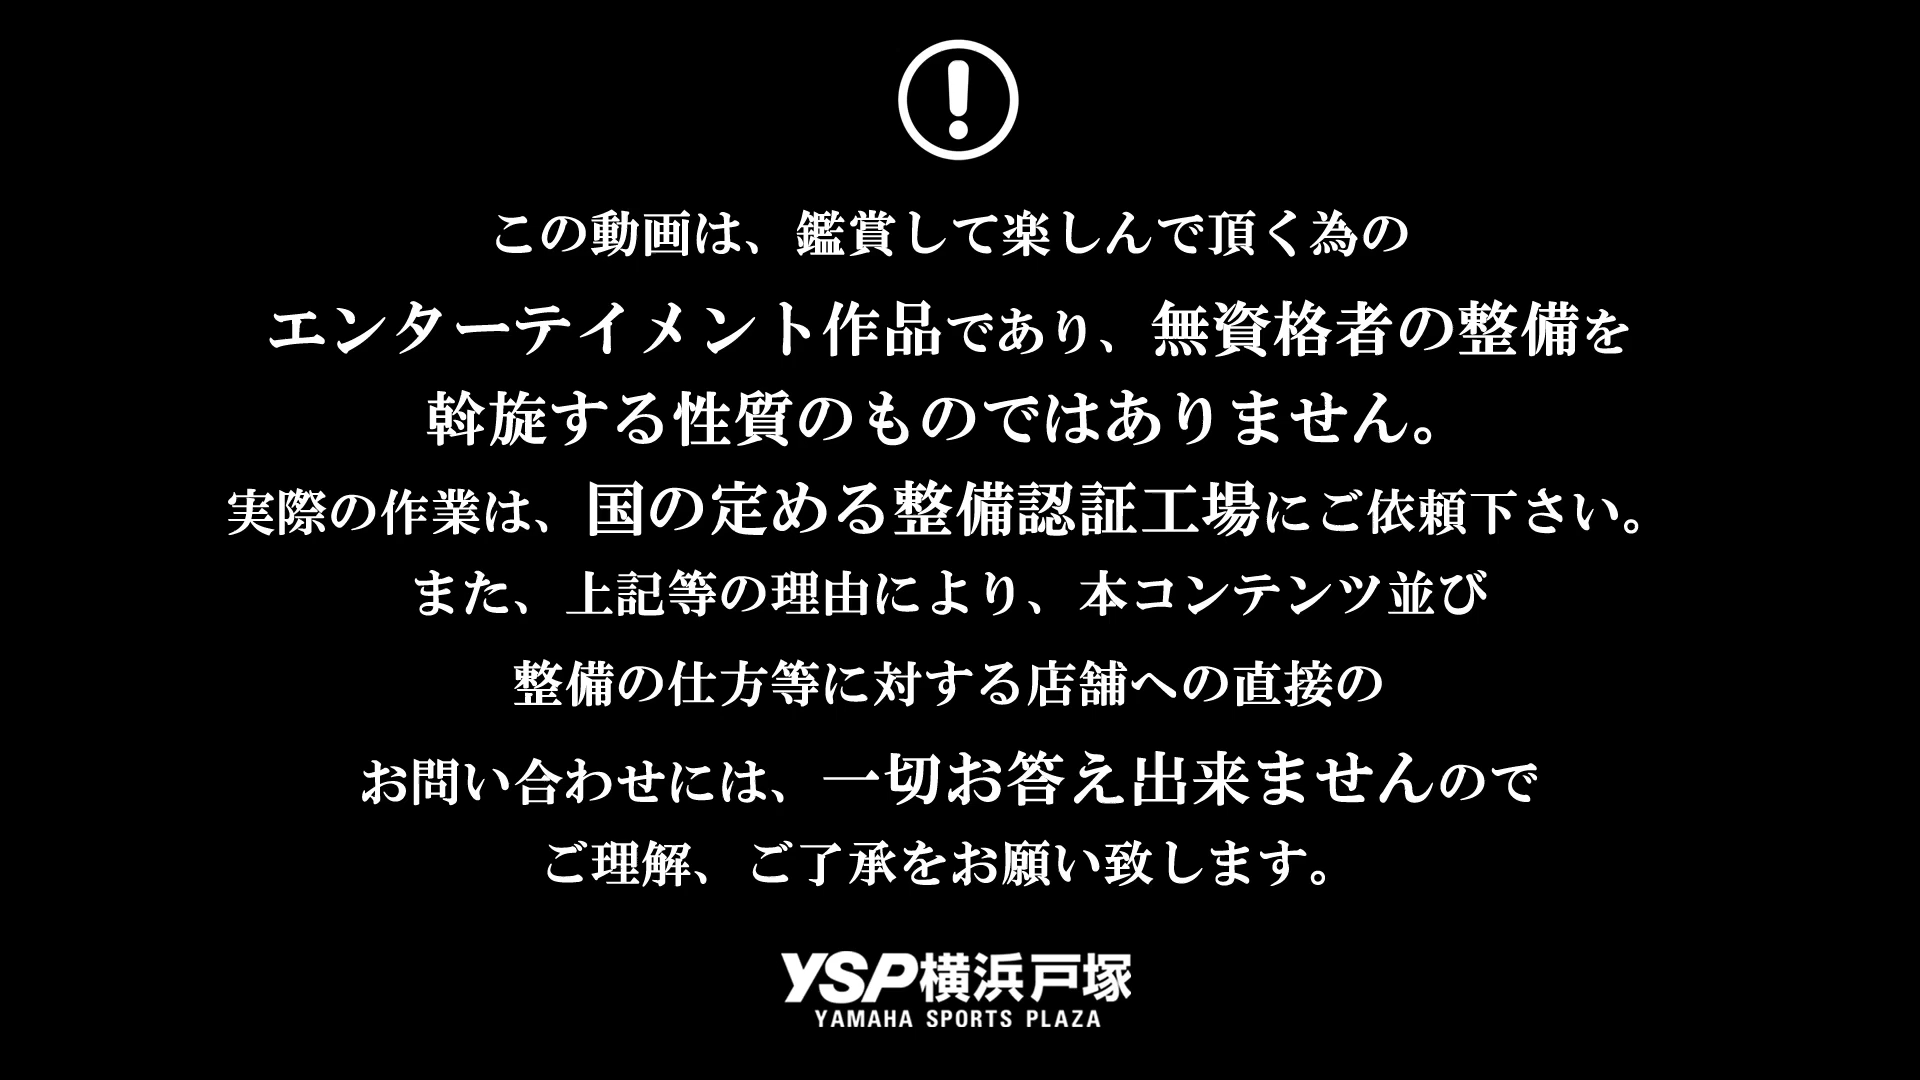 この動画は、鑑賞して楽しんで頂く為の
エンターテイメント作品であり、無資格者の整備を
斡旋する性質のものではありません。
実際の作業は、国の定める整備認証工場にご依頼下さい。
また、上記等の理由により、本コンテンツ並び
整備の仕方等に対する店舗への直接の
お問い合わせには、一切お答え出来ませんので
ご理解、ご了承をお願い致します。
YSP横浜戸塚
YAMAHA SPORTS PLAZA